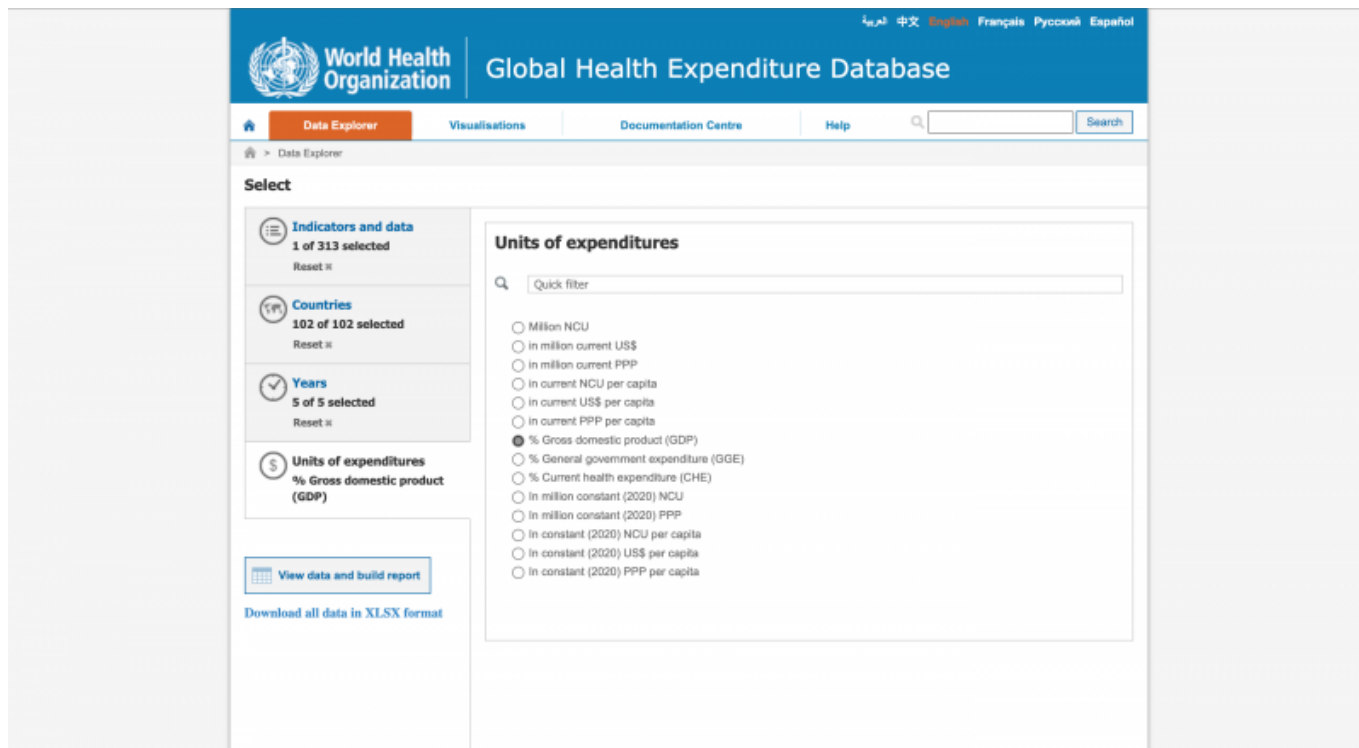 العربية 中文 English Français Русский Español
World Health Organization
Global Health Expenditure Database
Data Explorer
Visualisations
Documentation Centre
Help
Search
> Data Explorer
Select
Indicators and data
1 of 313 selected
Reset ✖
Countries
102 of 102 selected
Reset ✖
Years
5 of 5 selected
Reset ✖
Units of expenditures
% Gross domestic product
(GDP)
View data and build report
Download all data in XLSX format
Units of expenditures
Quick filter
Million NCU
in million current US$
in million current PPP
in current NCU per capita
in current US$ per capita
in current PPP per capita
% Gross domestic product (GDP)
% General government expenditure (GGE)
% Current health expenditure (CHE)
In million constant (2020) NCU
In million constant (2020) PPP
In constant (2020) NCU per capita
In constant (2020) US$ per capita
In constant (2020) PPP per capita